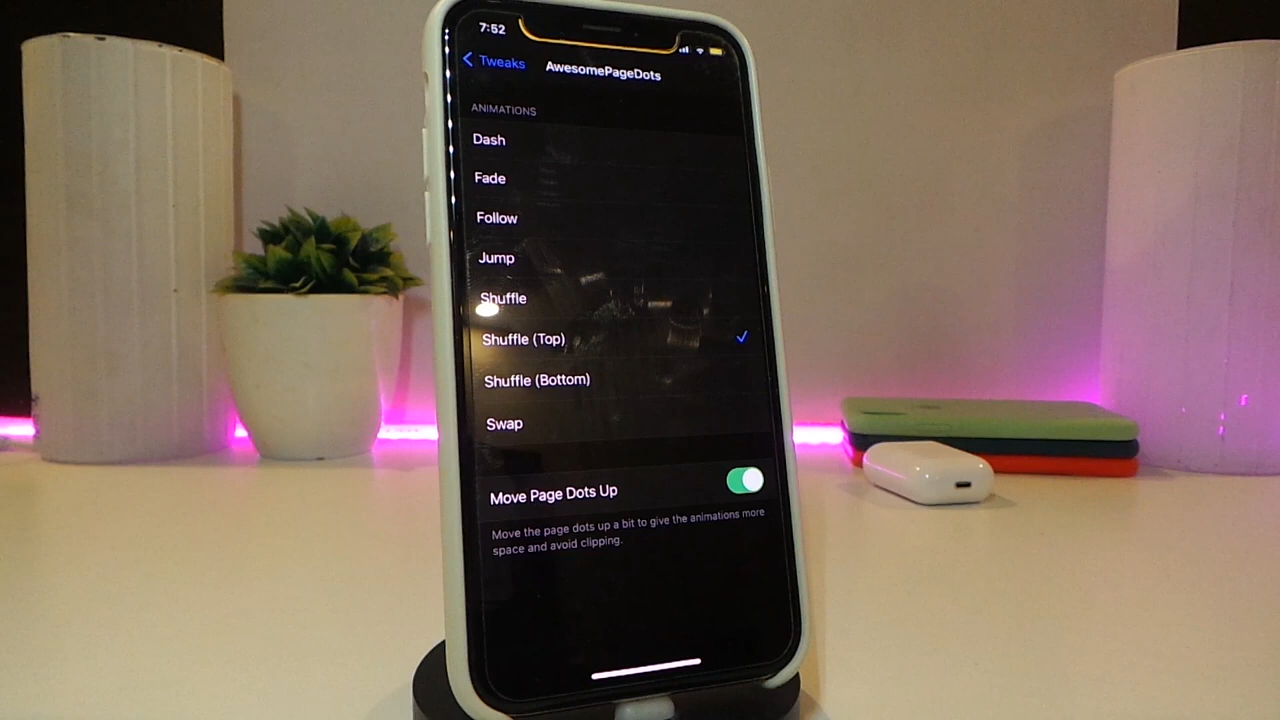 7:52
Tweaks AwesomePageDots
ANIMATIONS
Dash
Fade
Follow
Jump
Shuffle
Shuffle (Top)
Shuffle (Bottom)
Swap
Move Page Dots Up
Move the page dots up a bit to give the animations more
space and avoid clipping.